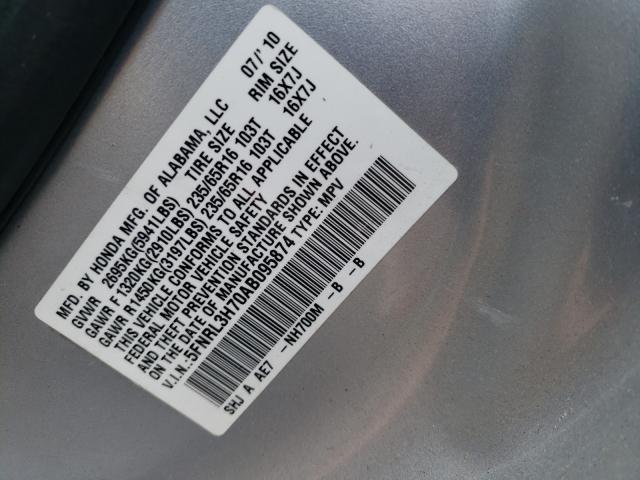 MFD. BY HONDA MFG. OF ALABAMA, LLC 07/'10
GVWR 2695KG(5941LBS) TIRE SIZE RIM SIZE
GAWR F 1320KG(2910LBS) 235/65R16 103T 16X7J
GAWR R 1450KG(3197LBS) 235/65R16 103T 16X7J
THIS VEHICLE CONFORMS TO ALL APPLICABLE
FEDERAL MOTOR VEHICLE SAFETY
AND THEFT PREVENTION STANDARDS IN EFFECT
ON THE DATE OF MANUFACTURE SHOWN ABOVE.
V.I.N.:5FNRL3H70AB095874 TYPE: MPV
SHJ A AE7 -NH700M -B -B